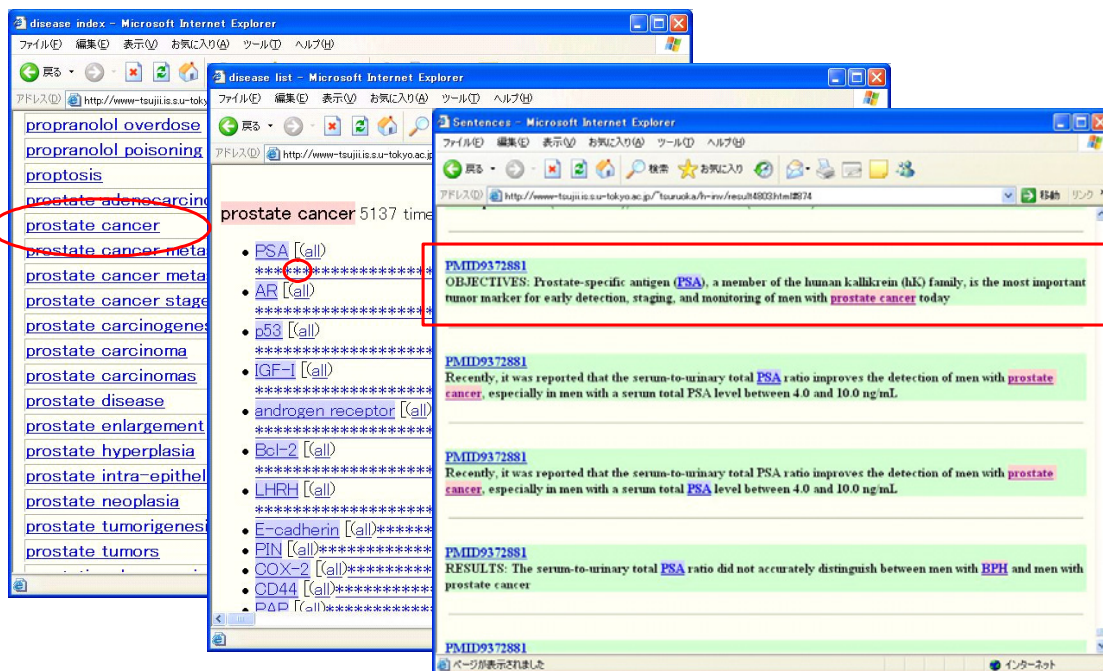 disease index - Microsoft Internet Explorer
ファイル(F) 編集(E) 表示(V) お気に入り(A) ツール(T) ヘルプ(H)
戻る
アドレス(D) http://www-tsujii.is.s.u-toky
propranolol overdose
propranolol poisoning
proptosis
prostate adenocarcino
prostate cancer
prostate cancer meta
prostate cancer meta
prostate cancer stage
prostate carcinogene
prostate carcinoma
prostate carcinomas
prostate disease
prostate enlargement
prostate hyperplasia
prostate intra-epithel
prostate neoplasia
prostate tumorigenesi
prostate tumors
disease list - Microsoft Internet Explorer
ファイル(F) 編集(E) 表示(V) お気に入り(A) ツール(T) ヘルプ(H)
戻る
アドレス(D) http://www-tsujii.is.s.u-tokyo.ac.jp
prostate cancer 5137 time
• PSA [(all)
*********************
• AR [(all)
*********************
• p53 [(all)
*********************
• IGF-I [(all)
*********************
• androgen receptor [(all)
*********************
• Bcl-2 [(all)
*********************
• LHRH [(all)
*********************
• E-cadherin [(all)******
• PIN [(all)*************
• COX-2 [(all)**********
• CD44 [(all)***********
• PAP [(all)************
Sentences - Microsoft Internet Explorer
ファイル(F) 編集(E) 表示(V) お気に入り(A) ツール(T) ヘルプ(H)
戻る 検索 お気に入り
アドレス(D) http://www-tsujii.is.s.u-tokyo.ac.jp/~tsuruoka/h-inv/result4803.html#874 移動 リンク
PMID9372881
OBJECTIVES: Prostate-specific antigen (PSA), a member of the human kallikrein (hK) family, is the most important
tumor marker for early detection, staging, and monitoring of men with prostate cancer today
PMID9372881
Recently, it was reported that the serum-to-urinary total PSA ratio improves the detection of men with prostate
cancer, especially in men with a serum total PSA level between 4.0 and 10.0 ng/mL
PMID9372881
Recently, it was reported that the serum-to-urinary total PSA ratio improves the detection of men with prostate
cancer, especially in men with a serum total PSA level between 4.0 and 10.0 ng/mL
PMID9372881
RESULTS: The serum-to-urinary total PSA ratio did not accurately distinguish between men with BPH and men with
prostate cancer
PMID9372881
ページが表示されました インターネット